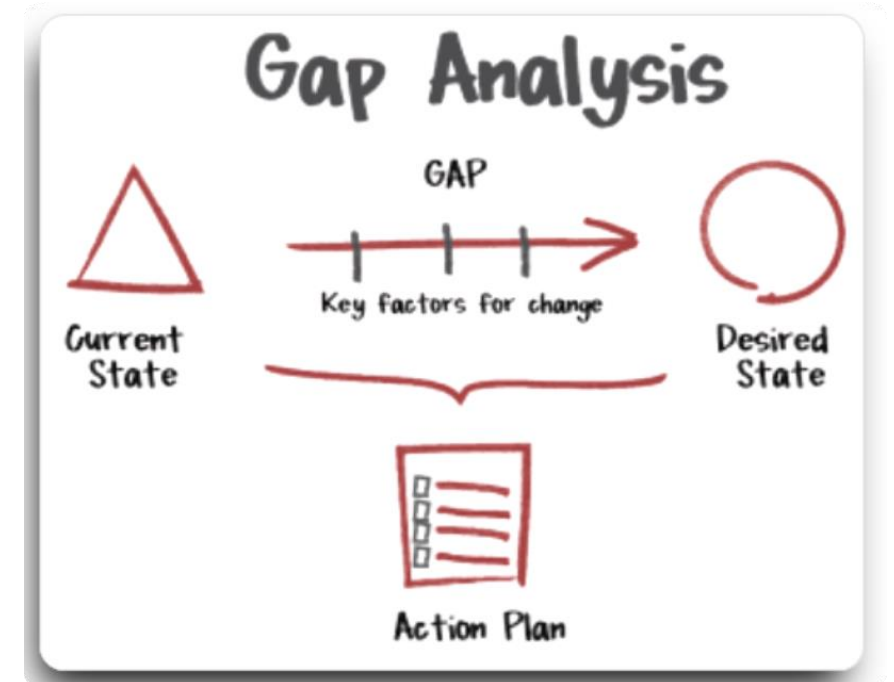 Gap Analysis
GAP
Key factors for change
Current
State
Desired
State
Action Plan